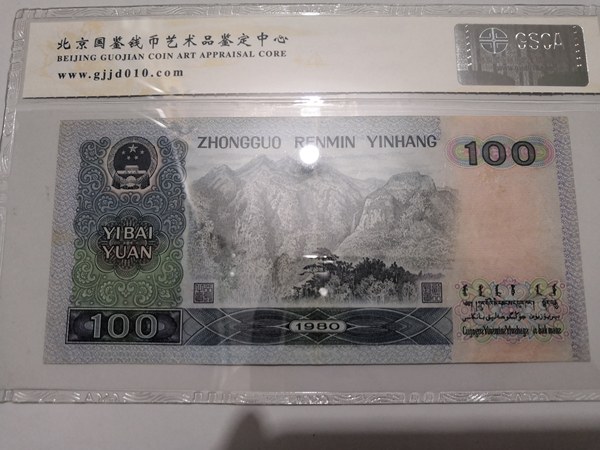 北京国鉴钱币艺术品鉴定中心
BEIJING GUOJIAN COIN ART APPRAISAL CORE
www.gjjd010.com
GSCA
ZHONGGUO RENMIN YINHANG
100
YIBAI
YUAN
100
1980